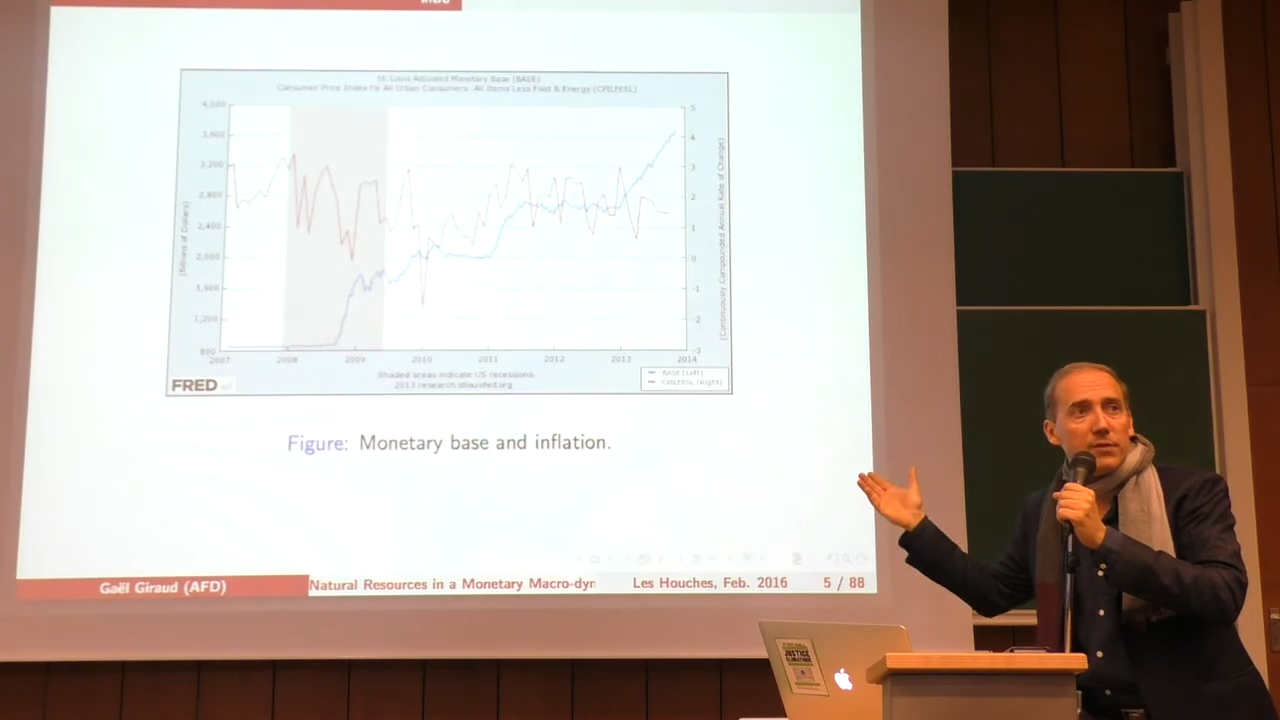 Intro
St. Louis Adjusted Monetary Base (BASE)
Consumer Price Index for All Urban Consumers: All Items Less Food & Energy (CPILFESL)
4,000
3,600
3,200
2,800
2,400
2,000
1,600
1,200
800
(Billions of Dollars)
5
4
3
2
1
0
-1
-2
-3
(Continuously Compounded Annual Rate of Change)
2007 2008 2009 2010 2011 2012 2013 2014
Shaded areas indicate US recessions.
2013 research.stlouisfed.org
FRED
BASE (Left)
CPILFESL (Right)
Figure: Monetary base and inflation.
Gaël Giraud (AFD) Natural Resources in a Monetary Macro-dyn Les Houches, Feb. 2016 5 / 88
JUSTICE
CLIMATIQUE